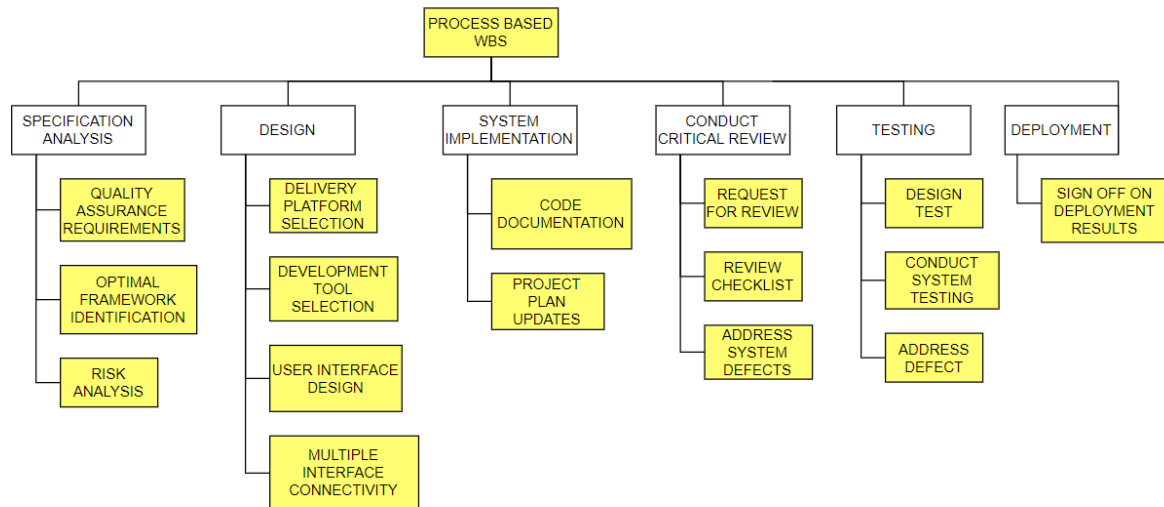 PROCESS BASED
WBS
SPECIFICATION
ANALYSIS
DESIGN
SYSTEM
IMPLEMENTATION
CONDUCT
CRITICAL REVIEW
TESTING
DEPLOYMENT
QUALITY
ASSURANCE
REQUIREMENTS
OPTIMAL
FRAMEWORK
IDENTIFICATION
RISK
ANALYSIS
DELIVERY
PLATFORM
SELECTION
DEVELOPMENT
TOOL
SELECTION
USER INTERFACE
DESIGN
MULTIPLE
INTERFACE
CONNECTIVITY
CODE
DOCUMENTATION
PROJECT
PLAN
UPDATES
REQUEST
FOR REVIEW
REVIEW
CHECKLIST
ADDRESS
SYSTEM
DEFECTS
DESIGN
TEST
CONDUCT
SYSTEM
TESTING
ADDRESS
DEFECT
SIGN OFF ON
DEPLOYMENT
RESULTS